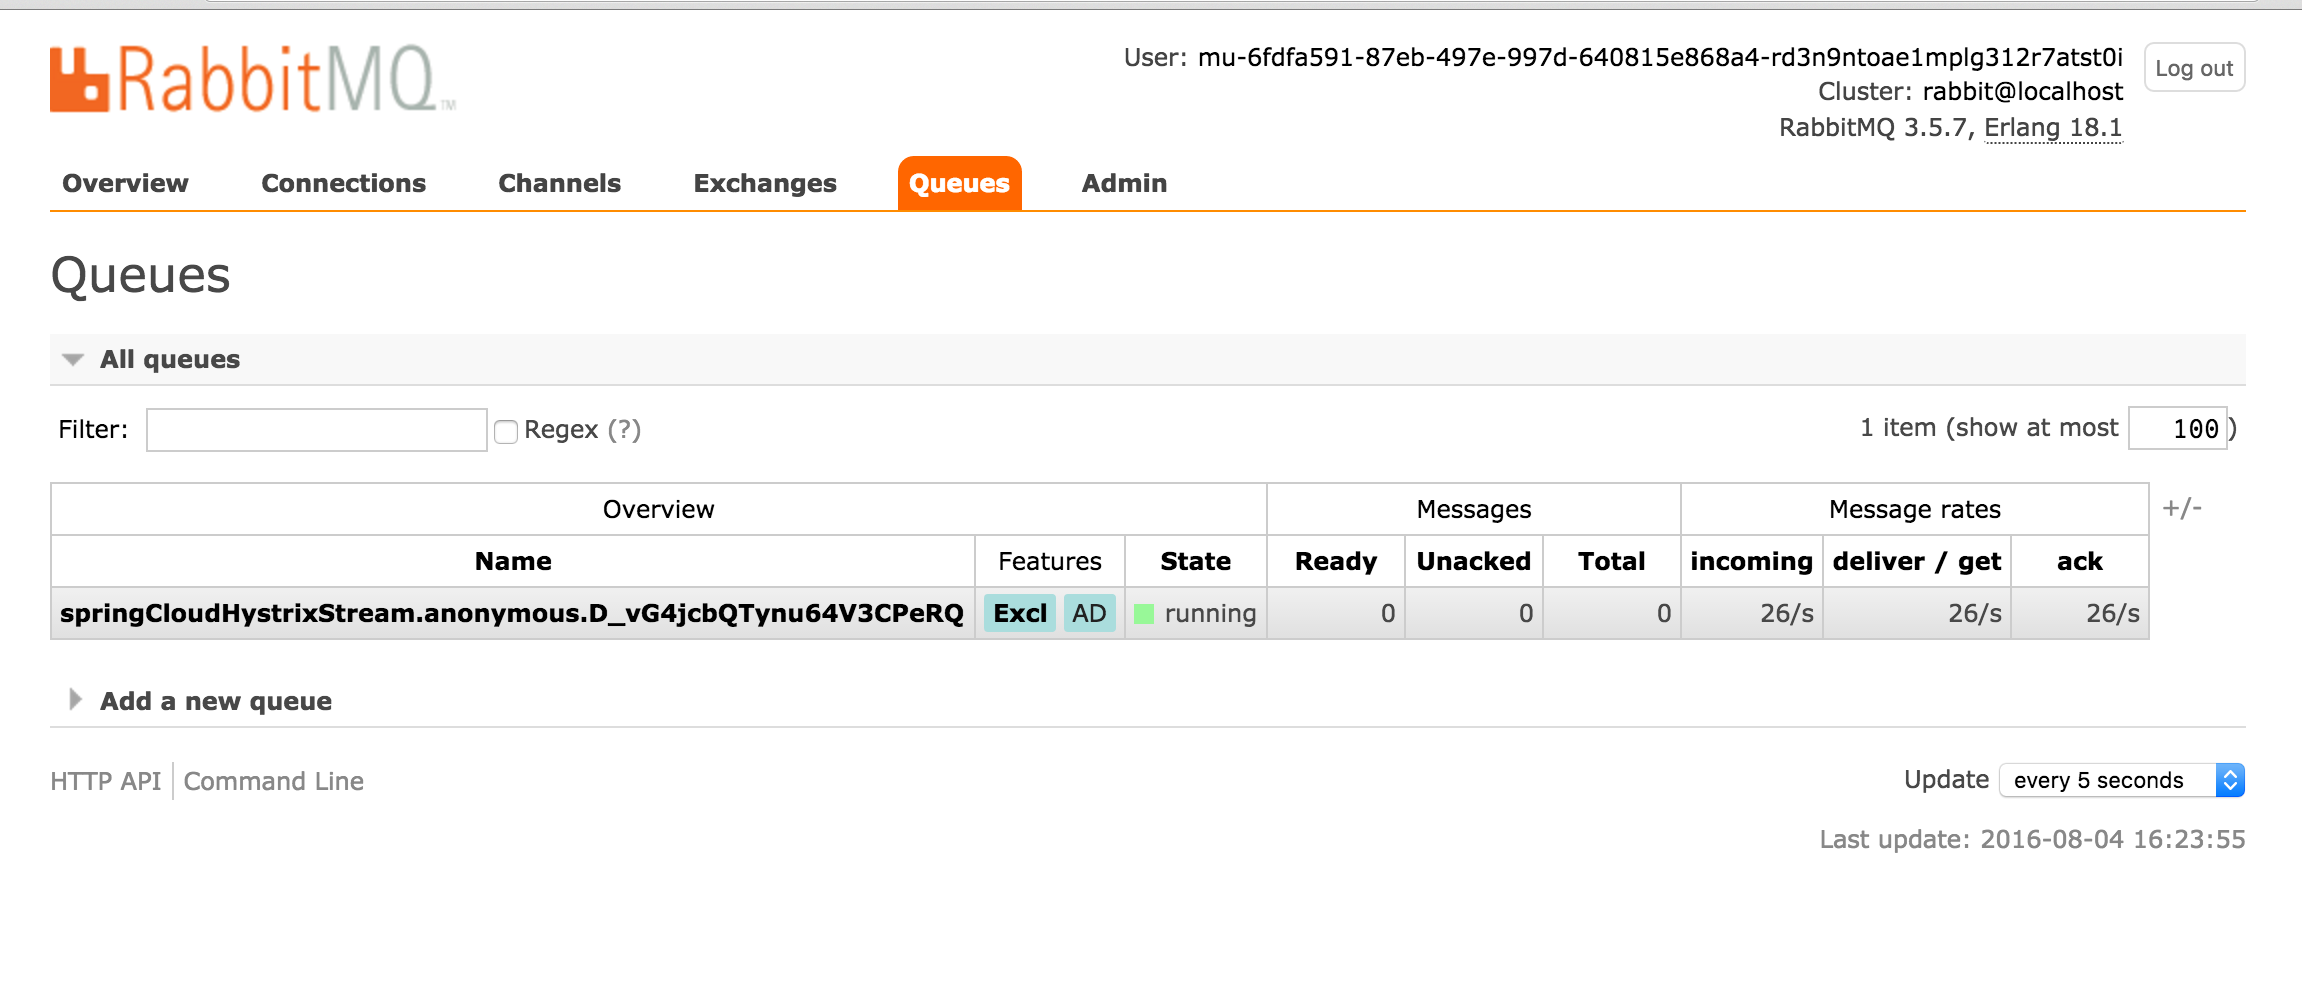 RabbitMQ™
User: mu-6fdfa591-87eb-497e-997d-640815e868a4-rd3n9ntoae1mplg312r7atst0i
Log out
Cluster: rabbit@localhost
RabbitMQ 3.5.7, Erlang 18.1
Overview Connections Channels Exchanges Queues Admin
Queues
All queues
Filter: Regex (?) 1 item (show at most 100)
Overview Messages Message rates +/-
Name Features State Ready Unacked Total incoming deliver / get ack
springCloudHystrixStream.anonymous.D_vG4jcbQTynu64V3CPeRQ Excl AD running 0 0 0 26/s 26/s 26/s
Add a new queue
HTTP API Command Line Update every 5 seconds
Last update: 2016-08-04 16:23:55